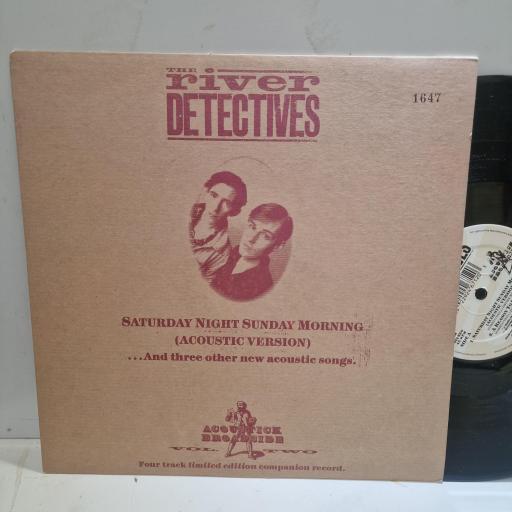 THE
river
DETECTIVES
1647
SATURDAY NIGHT SUNDAY MORNING
(ACOUSTIC VERSION)
...And three other new acoustic songs.
ACOUSTICK
BROADSIDE
VOL. TWO
Four track limited edition companion record.